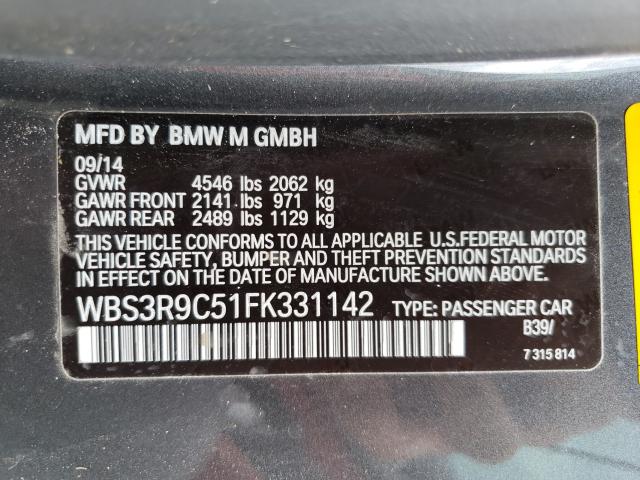 MFD BY BMW M GMBH
09/14
GVWR 4546 lbs 2062 kg
GAWR FRONT 2141 lbs 971 kg
GAWR REAR 2489 lbs 1129 kg
THIS VEHICLE CONFORMS TO ALL APPLICABLE U.S.FEDERAL MOTOR
VEHICLE SAFETY, BUMPER AND THEFT PREVENTION STANDARDS
IN EFFECT ON THE DATE OF MANUFACTURE SHOWN ABOVE.
WBS3R9C51FK331142 TYPE: PASSENGER CAR
B39/
7 315 814